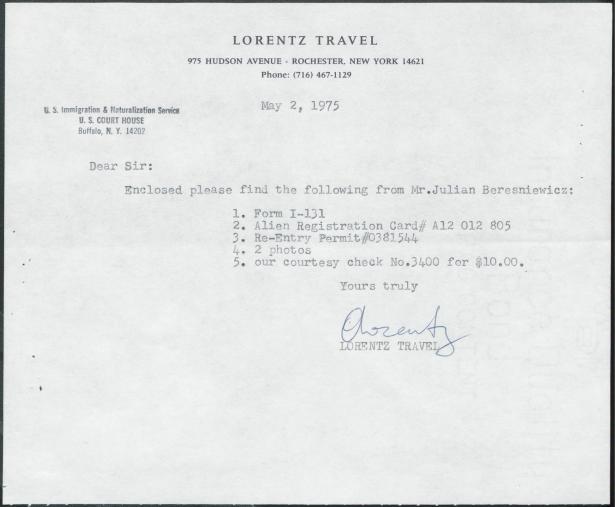 LORENTZ TRAVEL
975 HUDSON AVENUE · ROCHESTER, NEW YORK 14621
Phone: (716) 467-1129
May 2, 1975
U. S. Immigration & Naturalization Service
U. S. COURT HOUSE
Buffalo, N. Y. 14202
Dear Sir:
Enclosed please find the following from Mr.Julian Beresniewicz:
1. Form I-131
2. Alien Registration Card# A12 012 805
3. Re-Entry Permit#0381544
4. 2 photos
5. our courtesy check No.3400 for $10.00.
Yours truly
Lorentz
LORENTZ TRAVEL